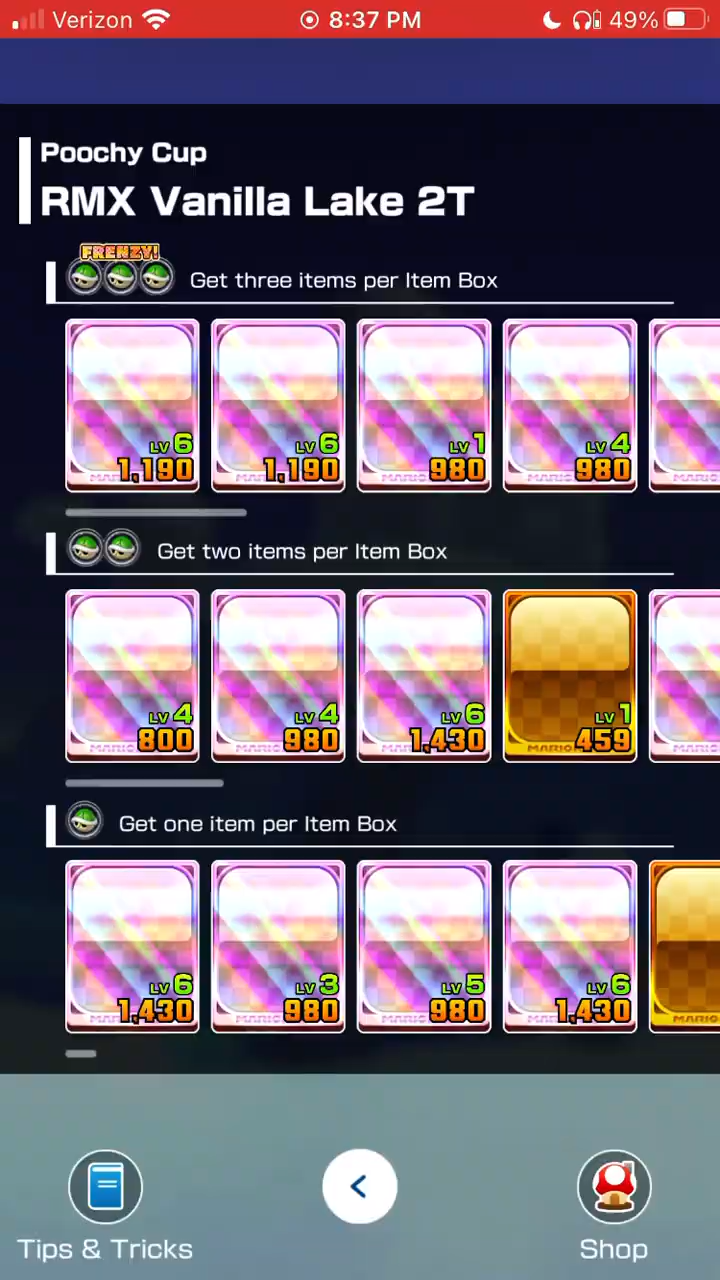 Verizon 8:37 PM 49%
Poochy Cup
RMX Vanilla Lake 2T
FRENZY!
Get three items per Item Box
LV 6 LV 6 LV 1 LV 4
1,190 1,190 980 980
Get two items per Item Box
LV 4 LV 4 LV 6 LV 1
800 980 1,430 MARIO 459
Get one item per Item Box
LV 6 LV 3 LV 5 LV 6
1,430 980 980 1,430 MARIO
<
Tips & Tricks Shop